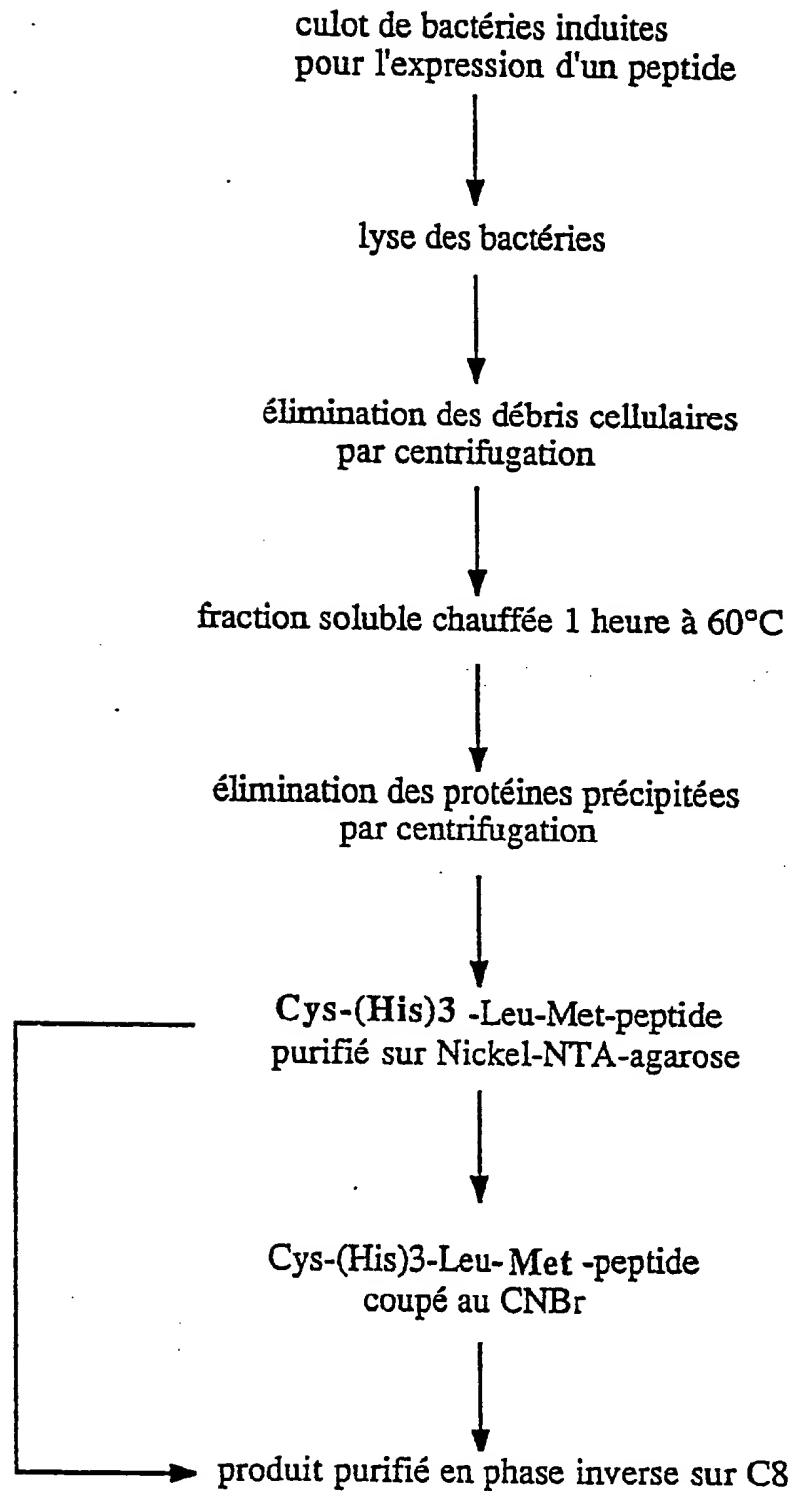 culot de bactéries induites
pour l'expression d'un peptide
lyse des bactéries
élimination des débris cellulaires
par centrifugation
fraction soluble chauffée 1 heure à 60°C
élimination des protéines précipitées
par centrifugation
Cys-(His)3 -Leu-Met-peptide
purifié sur Nickel-NTA-agarose
Cys-(His)3-Leu- Met -peptide
coupé au CNBr
produit purifié en phase inverse sur C8